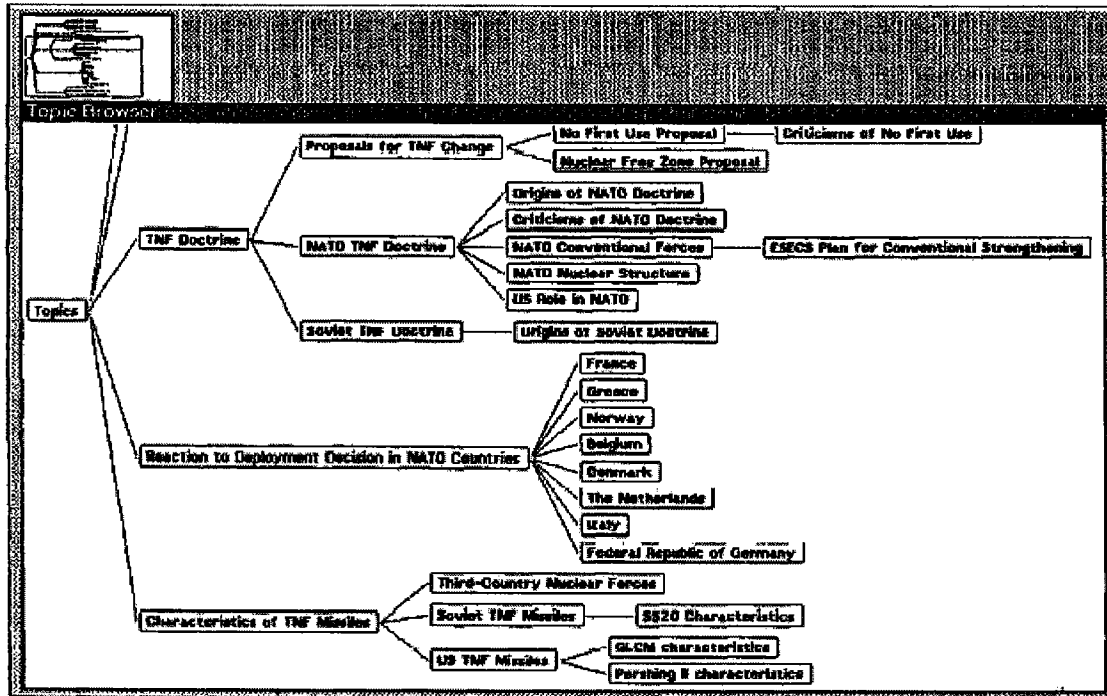 Topic Browser
No First Use Proposal
Criticisms of No First Use
Proposals for TNF Change
Nuclear Free Zone Proposal
Origins of NATO Doctrine
Criticisms of NATO Doctrine
TNF Doctrine
NATO TNF Doctrine
NATO Conventional Forces
ESECS Plan for Conventional Strengthening
NATO Nuclear Structure
US Role in NATO
Topics
Soviet TNF Doctrine
Origins of Soviet Doctrine
France
Greece
Norway
Belgium
Reaction to Deployment Decision in NATO Countries
Denmark
The Netherlands
Italy
Federal Republic of Germany
Third-Country Nuclear Forces
Characteristics of TNF Missiles
Soviet TNF Missiles
SS20 Characteristics
GLCM characteristics
US TNF Missiles
Pershing II characteristics